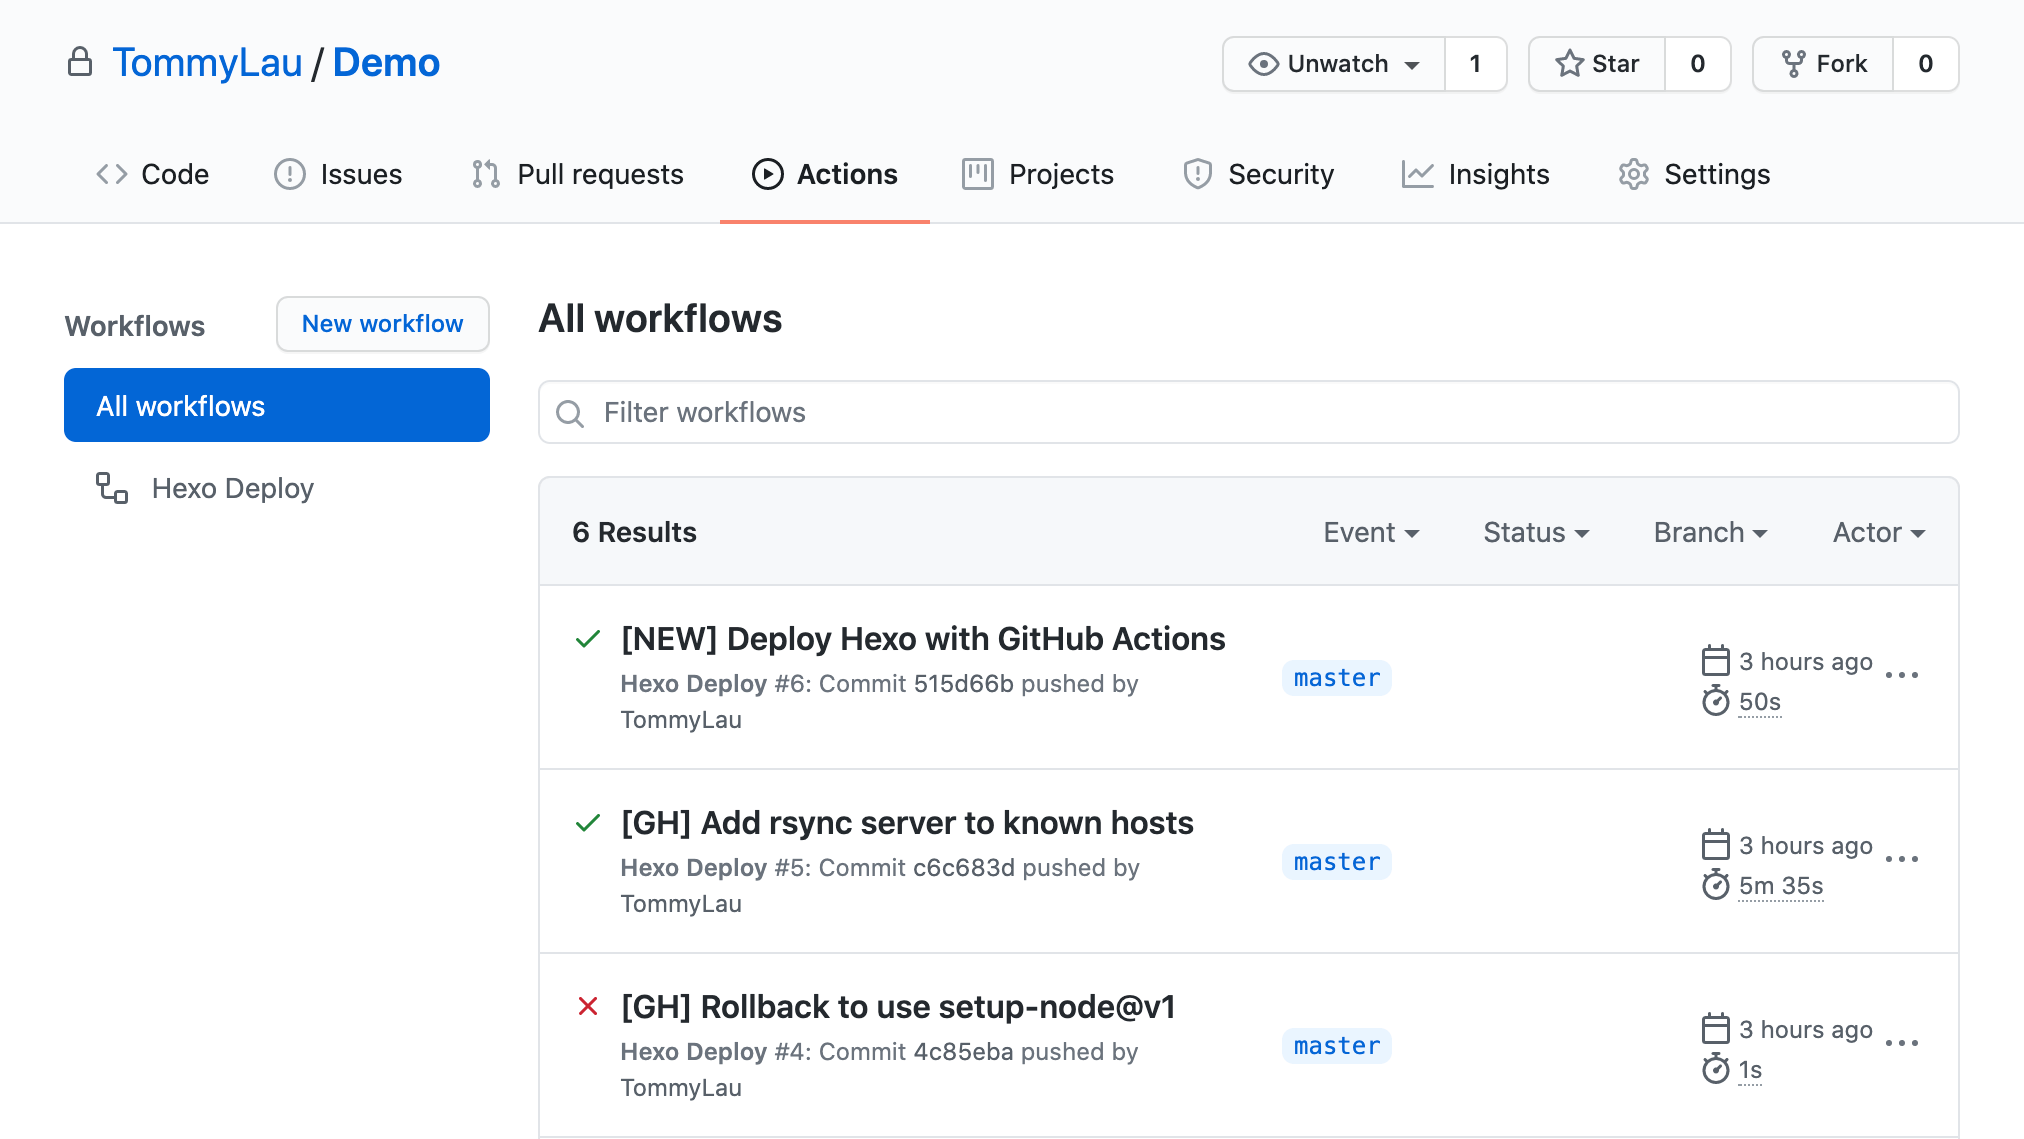 TommyLau / Demo
Unwatch 1 Star 0 Fork 0
Code Issues Pull requests Actions Projects Security Insights Settings
Workflows
New workflow
All workflows
Hexo Deploy
All workflows
Filter workflows
6 Results Event Status Branch Actor
[NEW] Deploy Hexo with GitHub Actions
Hexo Deploy #6: Commit 515d66b pushed by
TommyLau
master
3 hours ago
50s
[GH] Add rsync server to known hosts
Hexo Deploy #5: Commit c6c683d pushed by
TommyLau
master
3 hours ago
5m 35s
[GH] Rollback to use setup-node@v1
Hexo Deploy #4: Commit 4c85eba pushed by
TommyLau
master
3 hours ago
1s